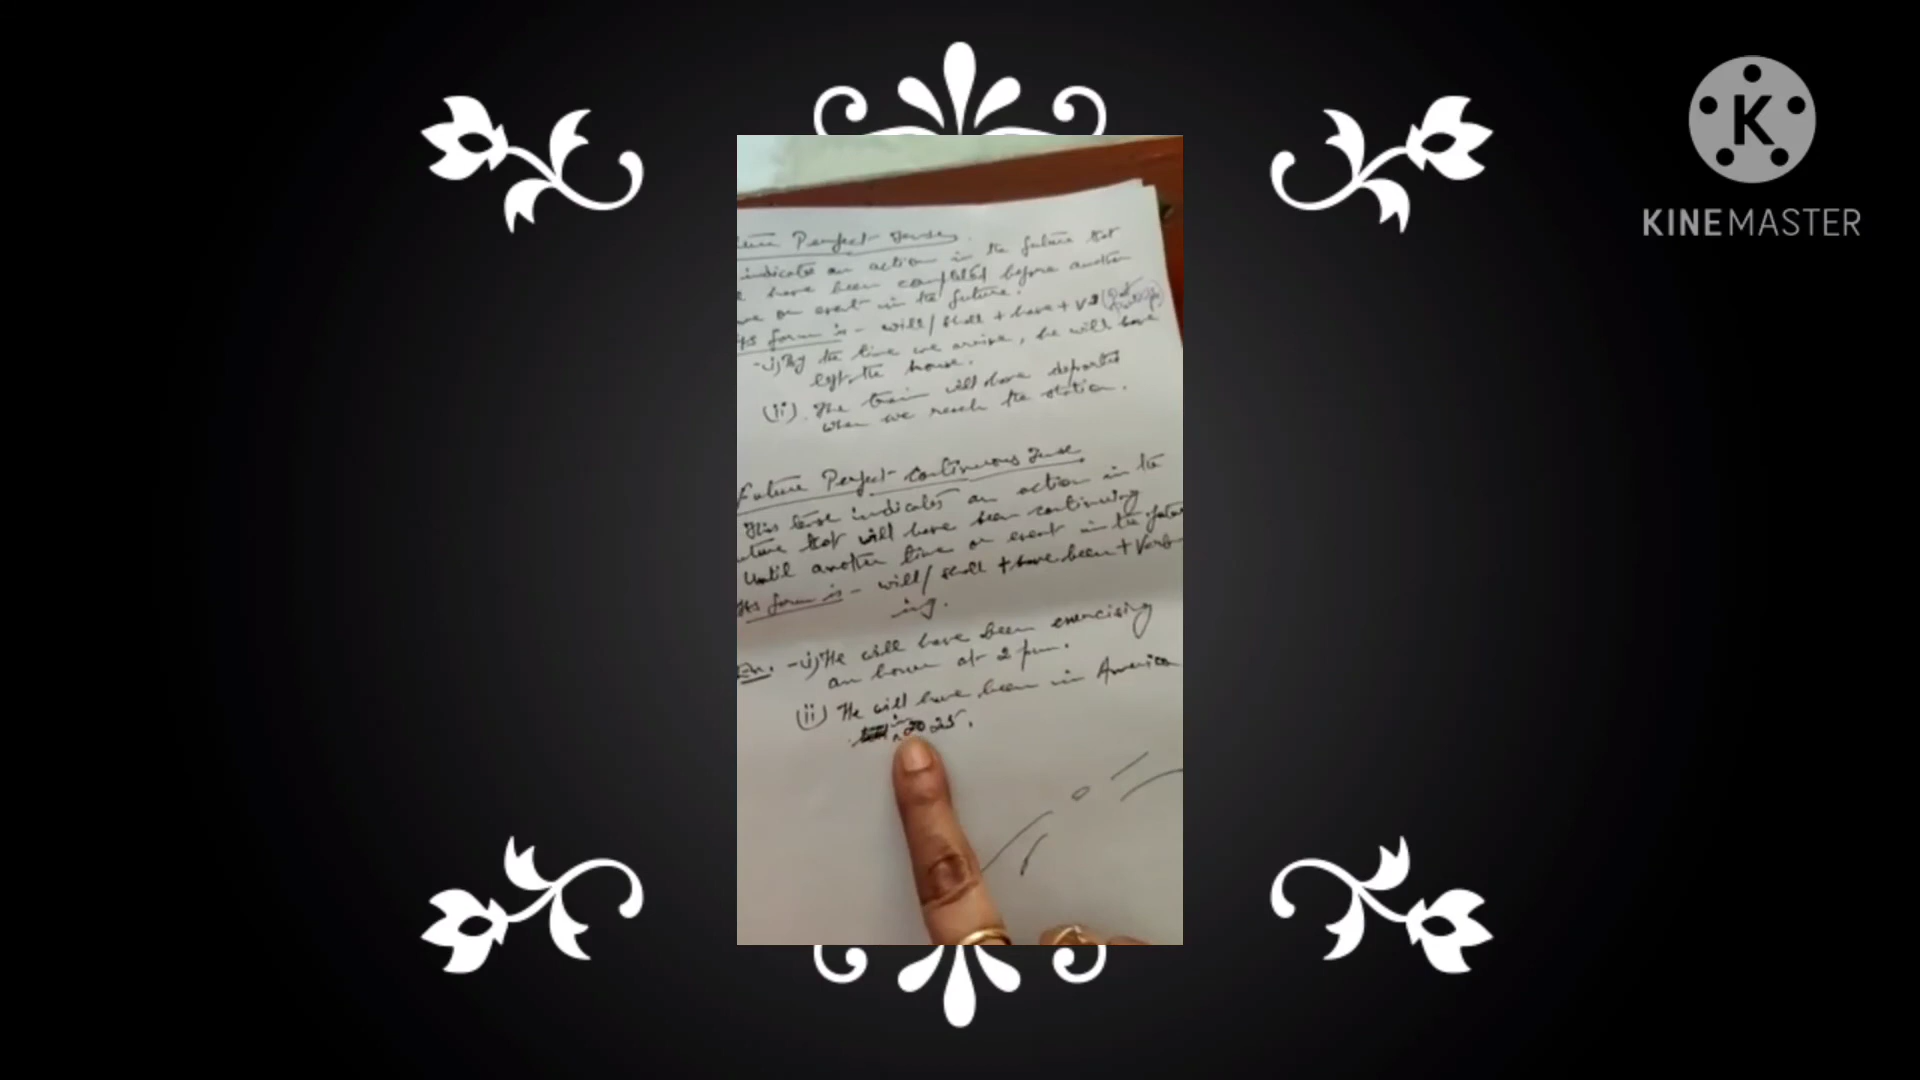 Future Perfect Tense
indicates an action in the future that
have been completed before another
or event in the future.
Its form is - will/shall + have + V3 (Past Participle)
i) By the time we arrive, he will have
left the house.
(ii). The train will have departed
when we reach the station.
Future Perfect Continuous Tense
This tense indicates an action in the
future that will have been continuing
until another time or event in the future
Its form is - will/shall + have been + Verb
ing.
Ex. - i) He will have been exercising
an hour at 2 pm.
(ii) He will have been in America
in 2025.
K
KINEMASTER